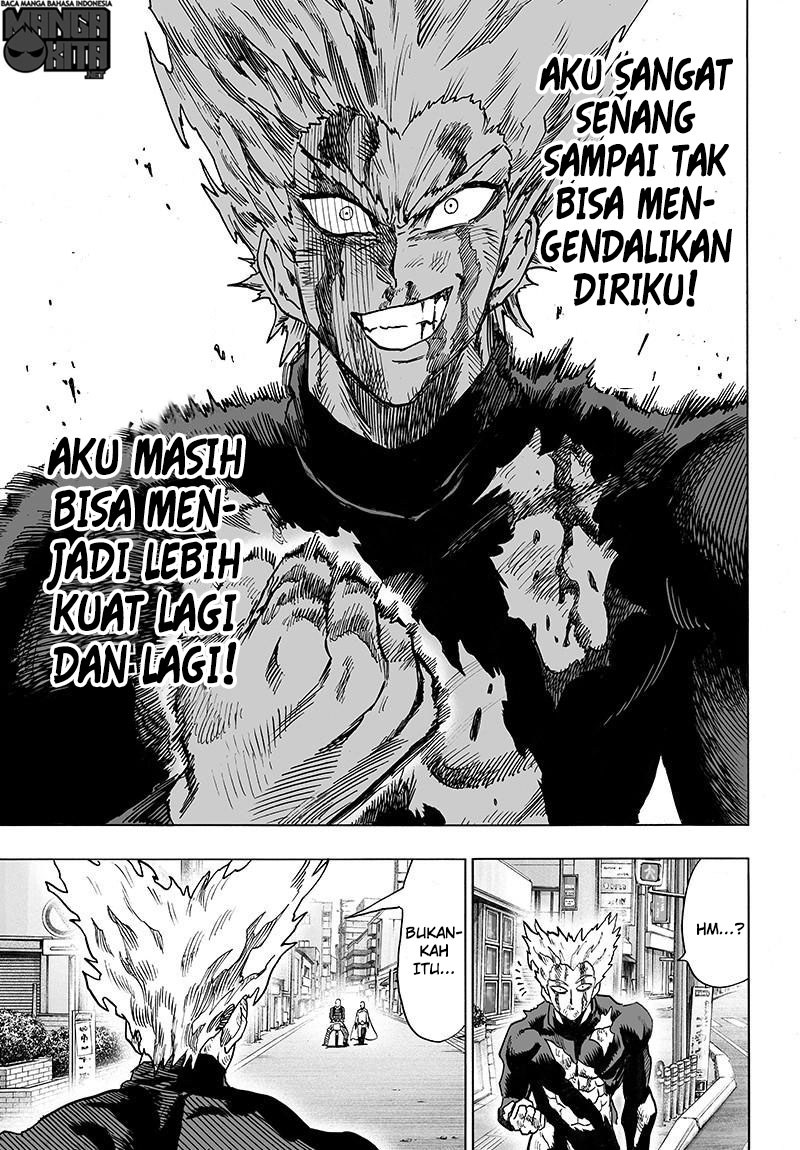 BACA MANGA BAHASA INDONESIA
MANGA
KITA
.NET
AKU SANGAT
SENANG
SAMPAI TAK
BISA MEN-
GENDALIKAN
DIRIKU!
AKU MASIH
BISA MEN-
JADI LEBIH
KUAT LAGI
DAN LAGI!
HM...?
BUKAN-
KAH
ITU...